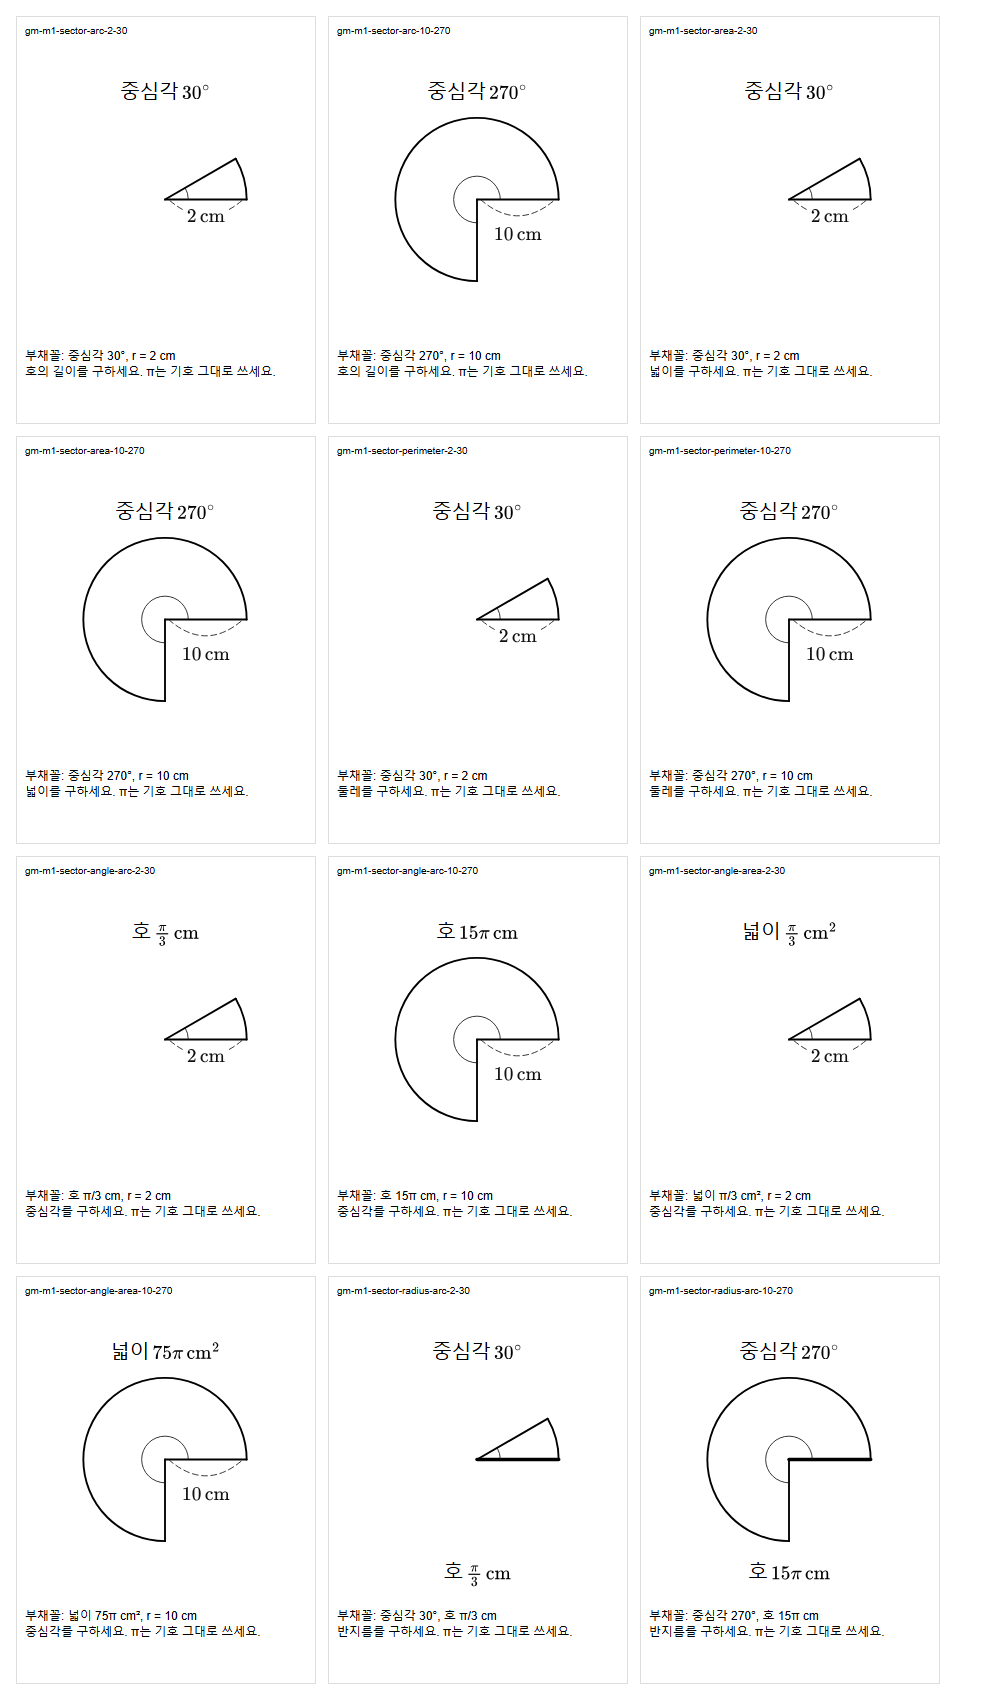 gm-m1-sector-arc-2-30
중심각 30°
2 cm
부채꼴: 중심각 30°, r = 2 cm
호의 길이를 구하세요. π는 기호 그대로 쓰세요.
gm-m1-sector-arc-10-270
중심각 270°
10 cm
부채꼴: 중심각 270°, r = 10 cm
호의 길이를 구하세요. π는 기호 그대로 쓰세요.
gm-m1-sector-area-2-30
중심각 30°
2 cm
부채꼴: 중심각 30°, r = 2 cm
넓이를 구하세요. π는 기호 그대로 쓰세요.
gm-m1-sector-area-10-270
중심각 270°
10 cm
부채꼴: 중심각 270°, r = 10 cm
넓이를 구하세요. π는 기호 그대로 쓰세요.
gm-m1-sector-perimeter-2-30
중심각 30°
2 cm
부채꼴: 중심각 30°, r = 2 cm
둘레를 구하세요. π는 기호 그대로 쓰세요.
gm-m1-sector-perimeter-10-270
중심각 270°
10 cm
부채꼴: 중심각 270°, r = 10 cm
둘레를 구하세요. π는 기호 그대로 쓰세요.
gm-m1-sector-angle-arc-2-30
호 π/3 cm
2 cm
부채꼴: 호 π/3 cm, r = 2 cm
중심각를 구하세요. π는 기호 그대로 쓰세요.
gm-m1-sector-angle-arc-10-270
호 15π cm
10 cm
부채꼴: 호 15π cm, r = 10 cm
중심각를 구하세요. π는 기호 그대로 쓰세요.
gm-m1-sector-angle-area-2-30
넓이 π/3 cm²
2 cm
부채꼴: 넓이 π/3 cm², r = 2 cm
중심각를 구하세요. π는 기호 그대로 쓰세요.
gm-m1-sector-angle-area-10-270
넓이 75π cm²
10 cm
부채꼴: 넓이 75π cm², r = 10 cm
중심각를 구하세요. π는 기호 그대로 쓰세요.
gm-m1-sector-radius-arc-2-30
중심각 30°
호 π/3 cm
부채꼴: 중심각 30°, 호 π/3 cm
반지름를 구하세요. π는 기호 그대로 쓰세요.
gm-m1-sector-radius-arc-10-270
중심각 270°
호 15π cm
부채꼴: 중심각 270°, 호 15π cm
반지름를 구하세요. π는 기호 그대로 쓰세요.